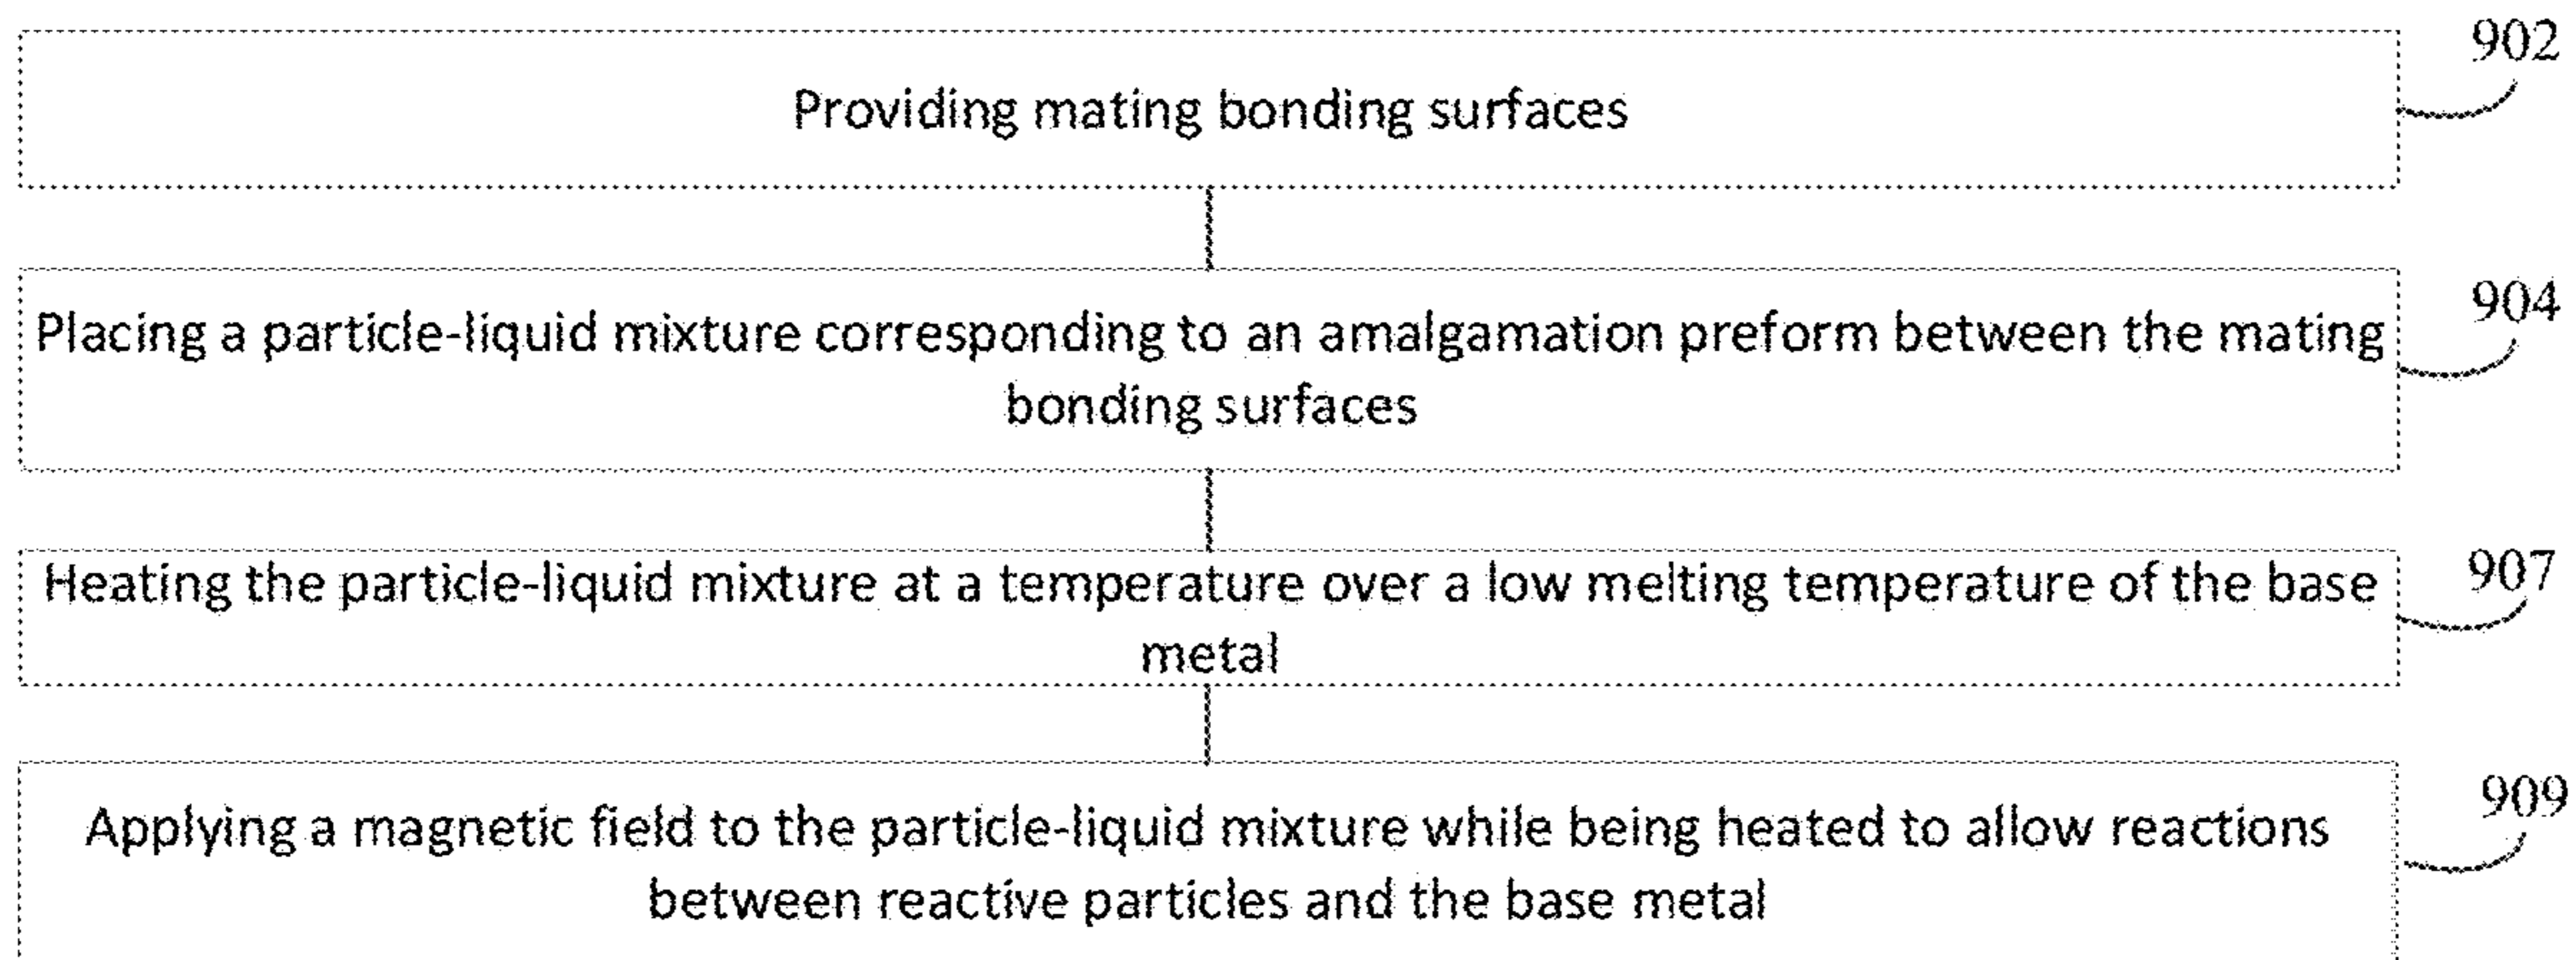 902
Providing mating bonding surfaces
904
Placing a particle-liquid mixture corresponding to an amalgamation preform between the mating
bonding surfaces
907
Heating the particle-liquid mixture at a temperature over a low melting temperature of the base
metal
909
Applying a magnetic field to the particle-liquid mixture while being heated to allow reactions
between reactive particles and the base metal